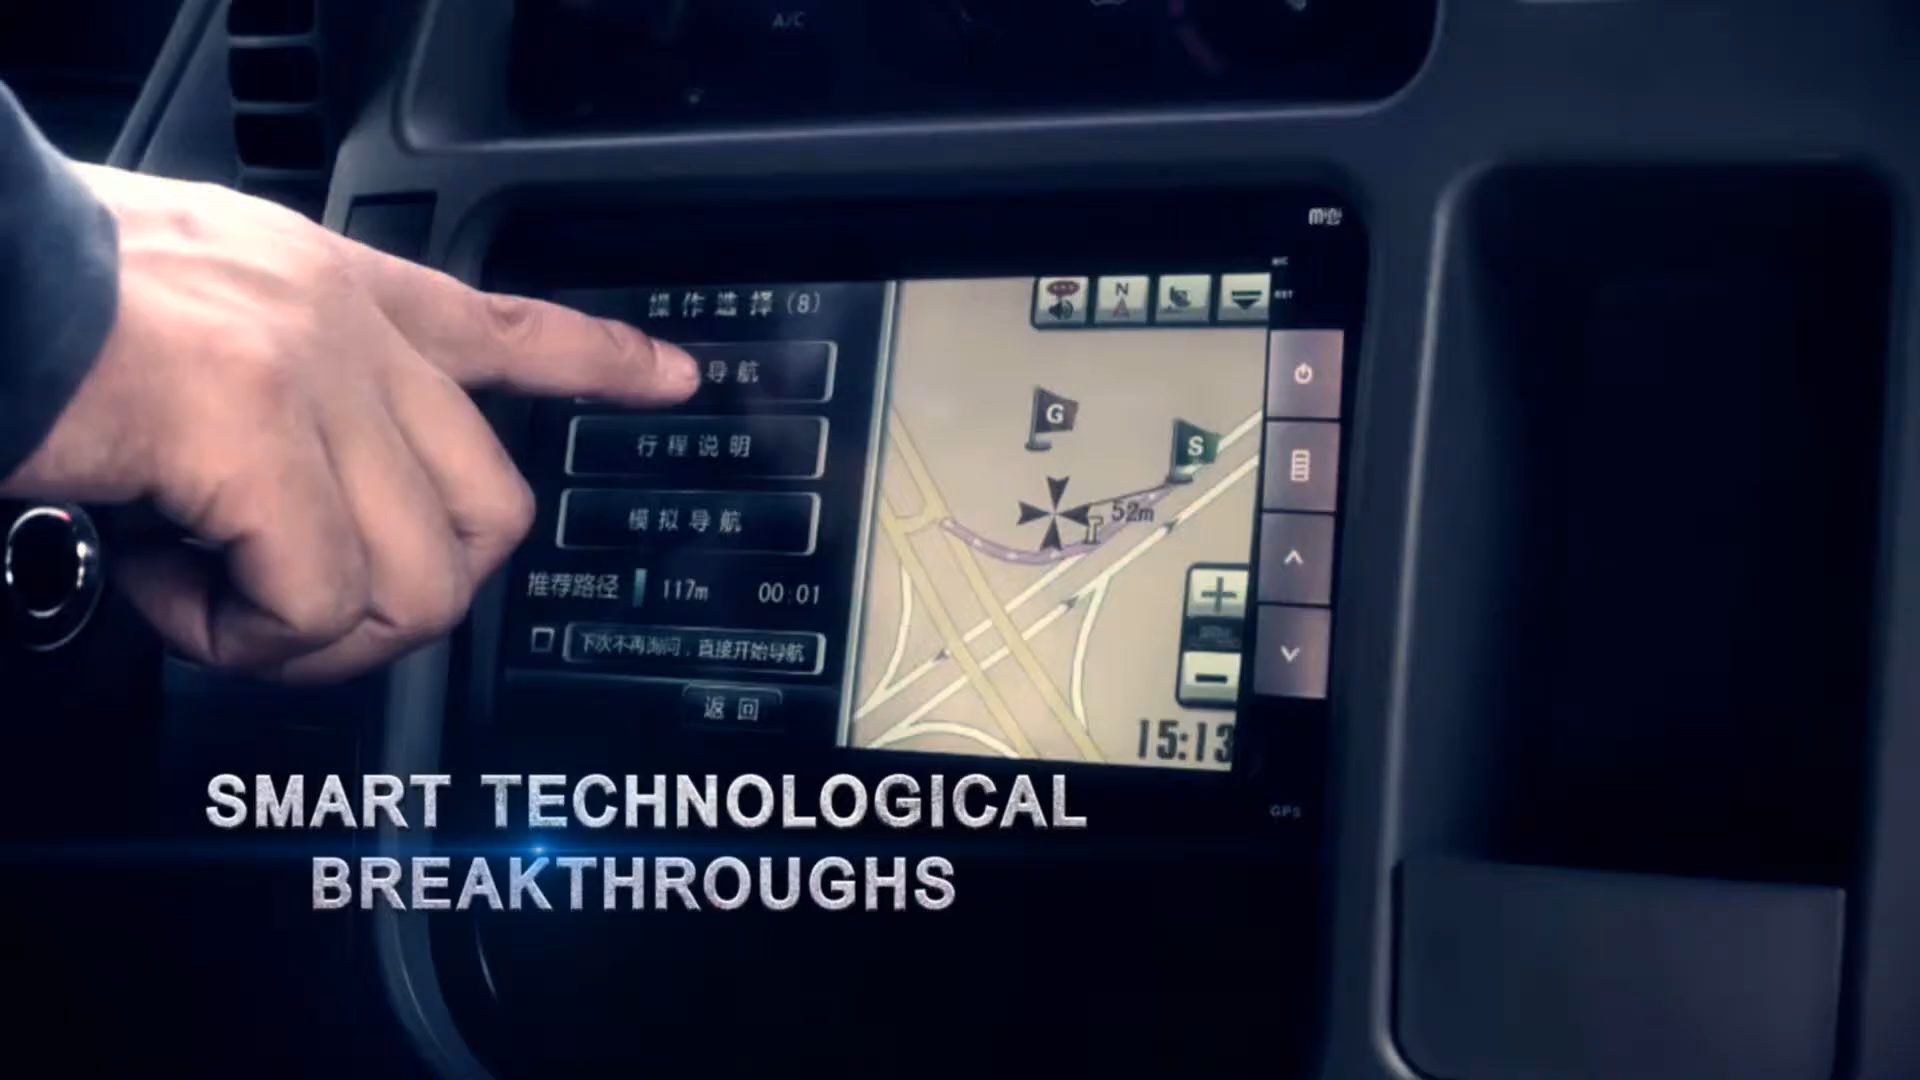 A/C
操作选择(8)
导航
行程说明
模拟导航
推荐路径 117m 00:01
下次不再询问，直接开始导航
返回
N
G
S
52m
15:13
GPS
SMART TECHNOLOGICAL
BREAKTHROUGHS